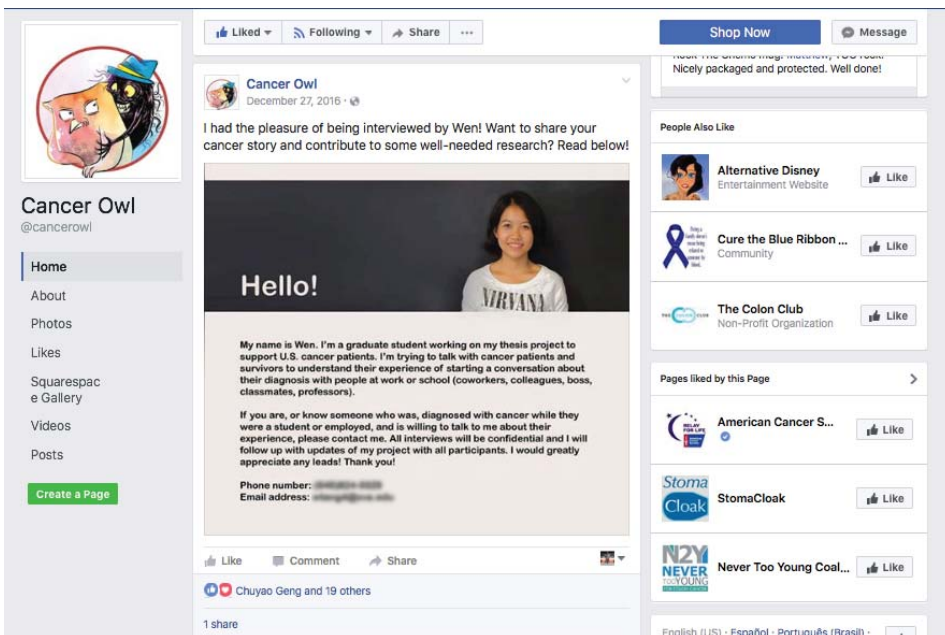 Liked
Following
Share
Shop Now
Message
Nicely packaged and protected. Well done!
Cancer Owl
@cancerowl
Home
About
Photos
Likes
Squarespac
e Gallery
Videos
Posts
Create a Page
Cancer Owl
December 27, 2016
I had the pleasure of being interviewed by Wen! Want to share your
cancer story and contribute to some well-needed research? Read below!
Hello!
NIRVANA
My name is Wen. I'm a graduate student working on my thesis project to
support U.S. cancer patients. I'm trying to talk with cancer patients and
survivors to understand their experience of starting a conversation about
their diagnosis with people at work or school (coworkers, colleagues, boss,
classmates, professors).
If you are, or know someone who was, diagnosed with cancer while they
were a student or employed, and is willing to talk to me about their
experience, please contact me. All interviews will be confidential and I will
follow up with updates of my project with all participants. I would greatly
appreciate any leads! Thank you!
Phone number:
Email address:
Like
Comment
Share
Chuyao Geng and 19 others
1 share
People Also Like
Alternative Disney
Entertainment Website
Like
Cure the Blue Ribbon ...
Community
Like
The Colon Club
Non-Profit Organization
Like
Pages liked by this Page
RELAY
FOR LIFE
American Cancer S...
Like
Stoma
Cloak
StomaCloak
Like
N2Y
NEVER
TOO YOUNG
Never Too Young Coal...
Like
English (US) · Español · Português (Brasil) ·